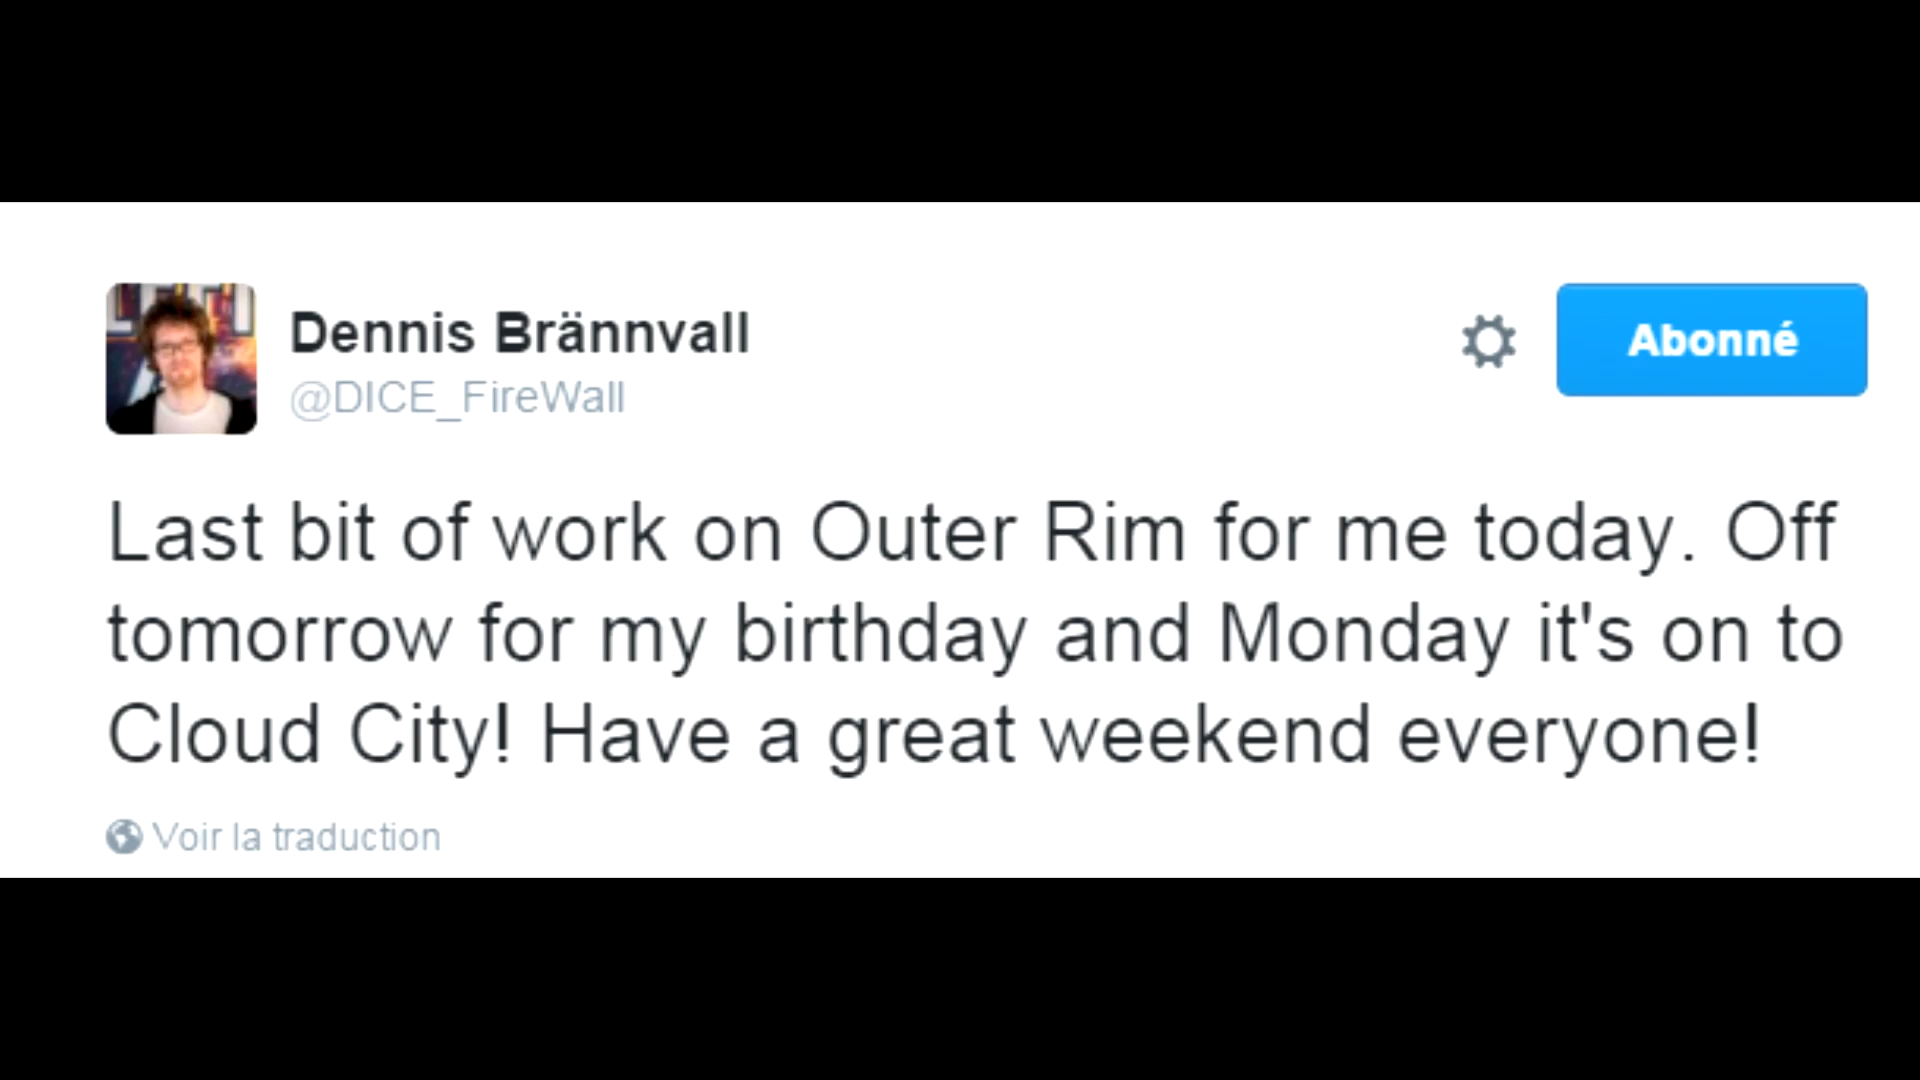 Dennis Brännvall
@DICE_FireWall
Abonné
Last bit of work on Outer Rim for me today. Off
tomorrow for my birthday and Monday it's on to
Cloud City! Have a great weekend everyone!
Voir la traduction